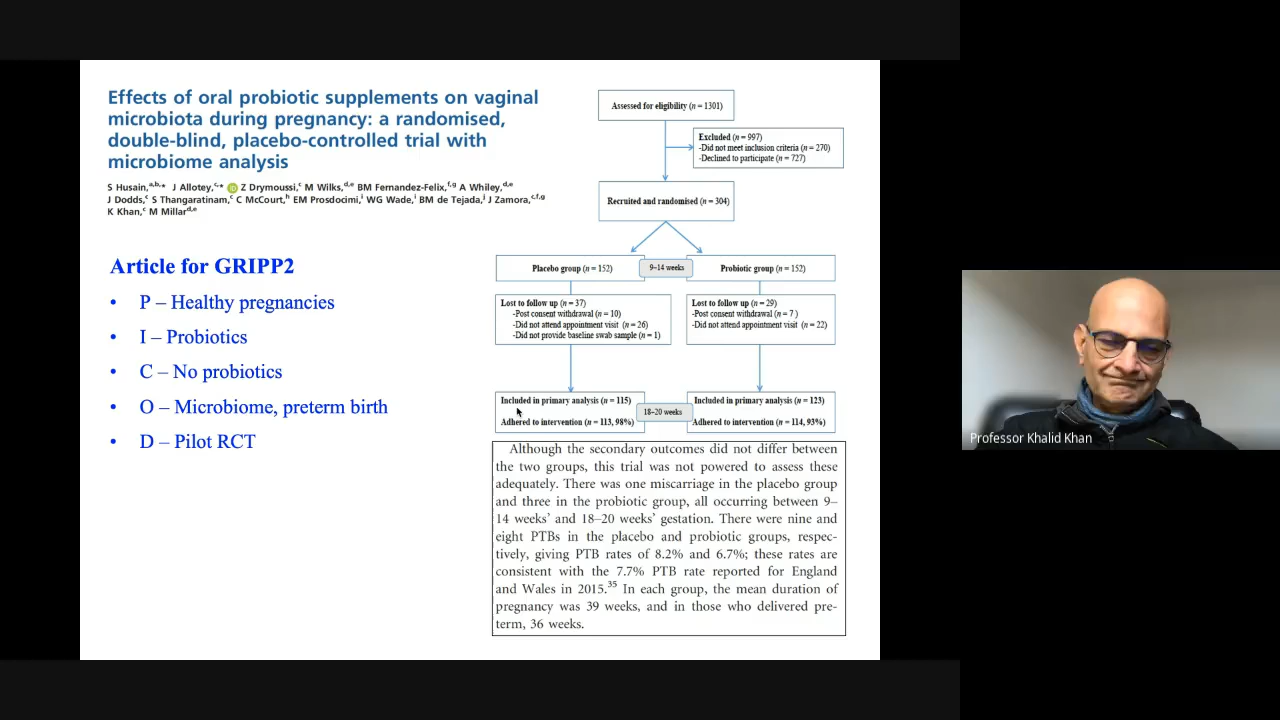 Effects of oral probiotic supplements on vaginal
microbiota during pregnancy: a randomised,
double-blind, placebo-controlled trial with
microbiome analysis
S Husain,a,b,* J Allotey,c,* Z Drymoussi,c M Wilks,d,e BM Fernandez-Felix,f,g A Whiley,d,e
J Dodds,c S Thangaratinam,c C McCourt,h EM Prosdocimi,i WG Wade,i BM de Tejada,j J Zamora,c,f,g
K Khan,c M Millard,e
Article for GRIPP2
• P – Healthy pregnancies
• I – Probiotics
• C – No probiotics
• O – Microbiome, preterm birth
• D – Pilot RCT
Assessed for eligibility (n = 1301)
Excluded (n = 997)
-Did not meet inclusion criteria (n = 270)
-Declined to participate (n = 727)
Recruited and randomised (n = 304)
Placebo group (n = 152)
9–14 weeks
Probiotic group (n = 152)
Lost to follow up (n = 37)
-Post consent withdrawal (n = 10)
-Did not attend appointment visit (n = 26)
-Did not provide baseline swab sample (n = 1)
Lost to follow up (n = 29)
-Post consent withdrawal (n = 7 )
-Did not attend appointment visit (n = 22)
Included in primary analysis (n = 115)
Adhered to intervention (n = 113, 98%)
18–20 weeks
Included in primary analysis (n = 123)
Adhered to intervention (n = 114, 93%)
Although the secondary outcomes did not differ between
the two groups, this trial was not powered to assess these
adequately. There was one miscarriage in the placebo group
and three in the probiotic group, all occurring between 9–
14 weeks' and 18–20 weeks' gestation. There were nine and
eight PTBs in the placebo and probiotic groups, respec-
tively, giving PTB rates of 8.2% and 6.7%; these rates are
consistent with the 7.7% PTB rate reported for England
and Wales in 2015.35 In each group, the mean duration of
pregnancy was 39 weeks, and in those who delivered pre-
term, 36 weeks.
Professor Khalid Khan